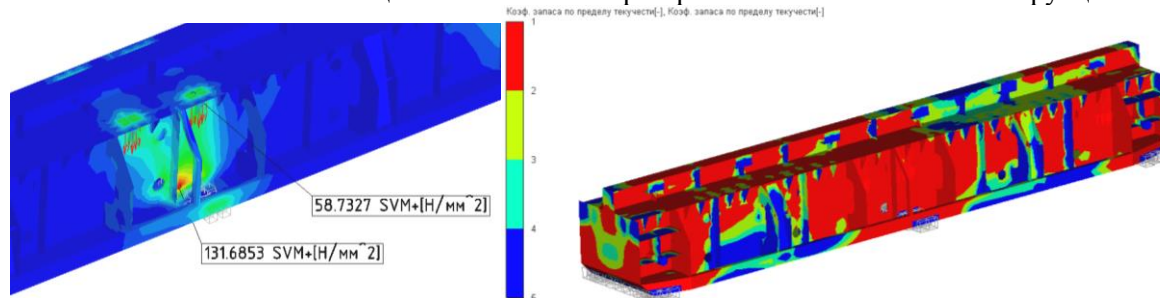 Коэф. запаса по пределу текучести[-], Коэф. запаса по пределу текучести[-]
1
2
3
4
58.7327 SVM+[Н/мм^2]
131.6853 SVM+[Н/мм^2]